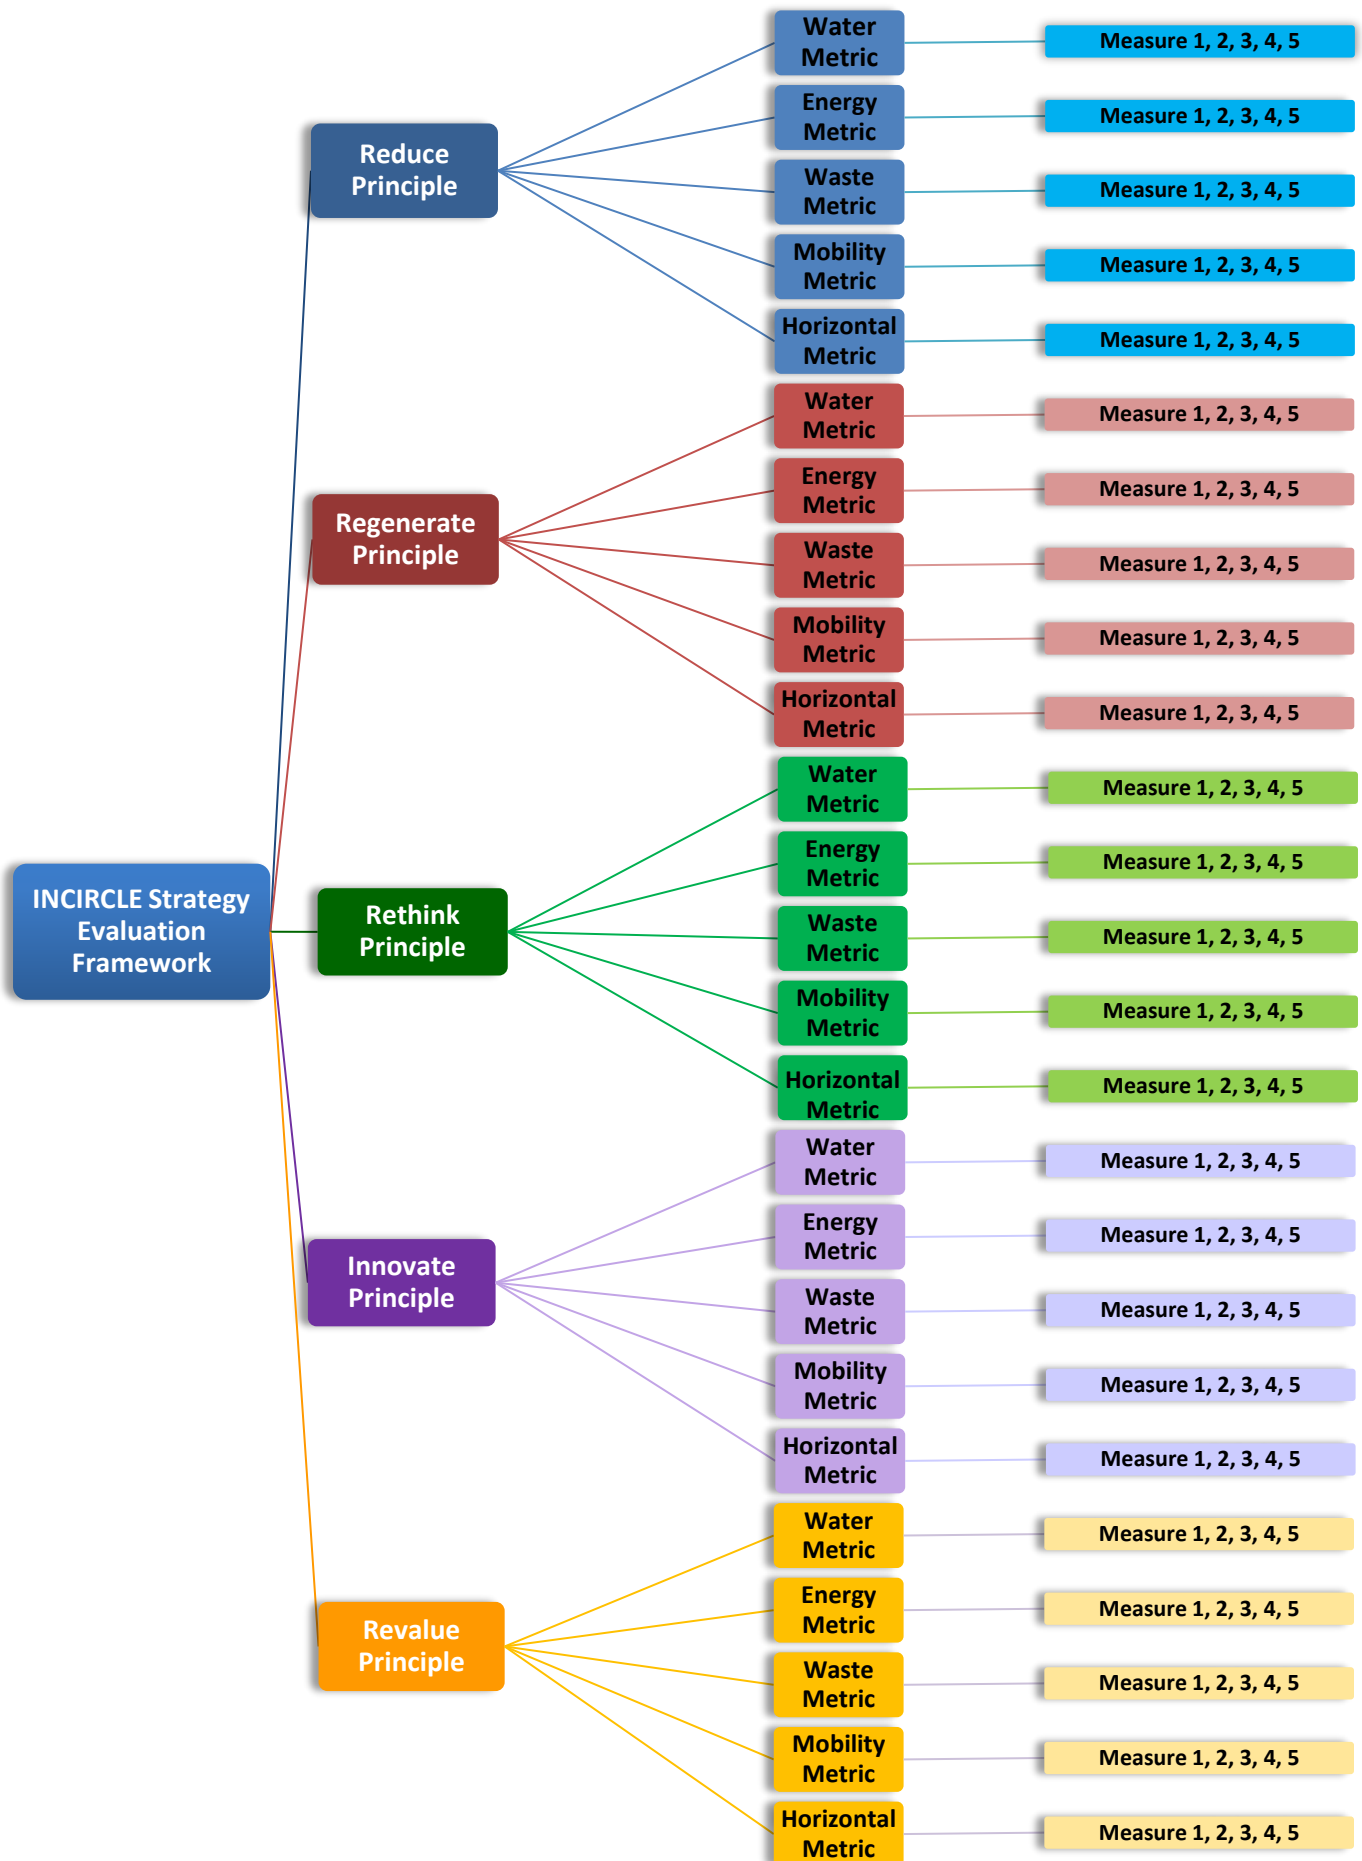 INCIRCLE Strategy
Evaluation
Framework
Reduce
Principle
Water
Metric
Measure 1, 2, 3, 4, 5
Energy
Metric
Measure 1, 2, 3, 4, 5
Waste
Metric
Measure 1, 2, 3, 4, 5
Mobility
Metric
Measure 1, 2, 3, 4, 5
Horizontal
Metric
Measure 1, 2, 3, 4, 5
Regenerate
Principle
Water
Metric
Measure 1, 2, 3, 4, 5
Energy
Metric
Measure 1, 2, 3, 4, 5
Waste
Metric
Measure 1, 2, 3, 4, 5
Mobility
Metric
Measure 1, 2, 3, 4, 5
Horizontal
Metric
Measure 1, 2, 3, 4, 5
Rethink
Principle
Water
Metric
Measure 1, 2, 3, 4, 5
Energy
Metric
Measure 1, 2, 3, 4, 5
Waste
Metric
Measure 1, 2, 3, 4, 5
Mobility
Metric
Measure 1, 2, 3, 4, 5
Horizontal
Metric
Measure 1, 2, 3, 4, 5
Innovate
Principle
Water
Metric
Measure 1, 2, 3, 4, 5
Energy
Metric
Measure 1, 2, 3, 4, 5
Waste
Metric
Measure 1, 2, 3, 4, 5
Mobility
Metric
Measure 1, 2, 3, 4, 5
Horizontal
Metric
Measure 1, 2, 3, 4, 5
Revalue
Principle
Water
Metric
Measure 1, 2, 3, 4, 5
Energy
Metric
Measure 1, 2, 3, 4, 5
Waste
Metric
Measure 1, 2, 3, 4, 5
Mobility
Metric
Measure 1, 2, 3, 4, 5
Horizontal
Metric
Measure 1, 2, 3, 4, 5